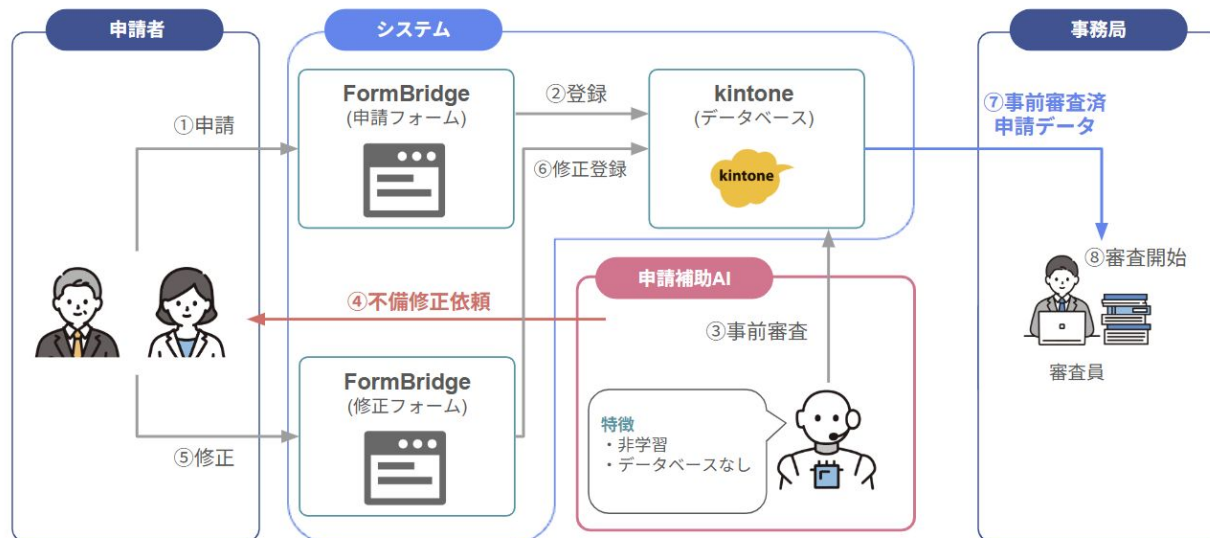 申請者
システム
事務局
FormBridge
(申請フォーム)
②登録
kintone
(データベース)
⑦事前審査済
申請データ
①申請
⑥修正登録
kintone
⑧審査開始
申請補助AI
④不備修正依頼
③事前審査
審査員
FormBridge
(修正フォーム)
特徴
・非学習
・データベースなし
⑤修正